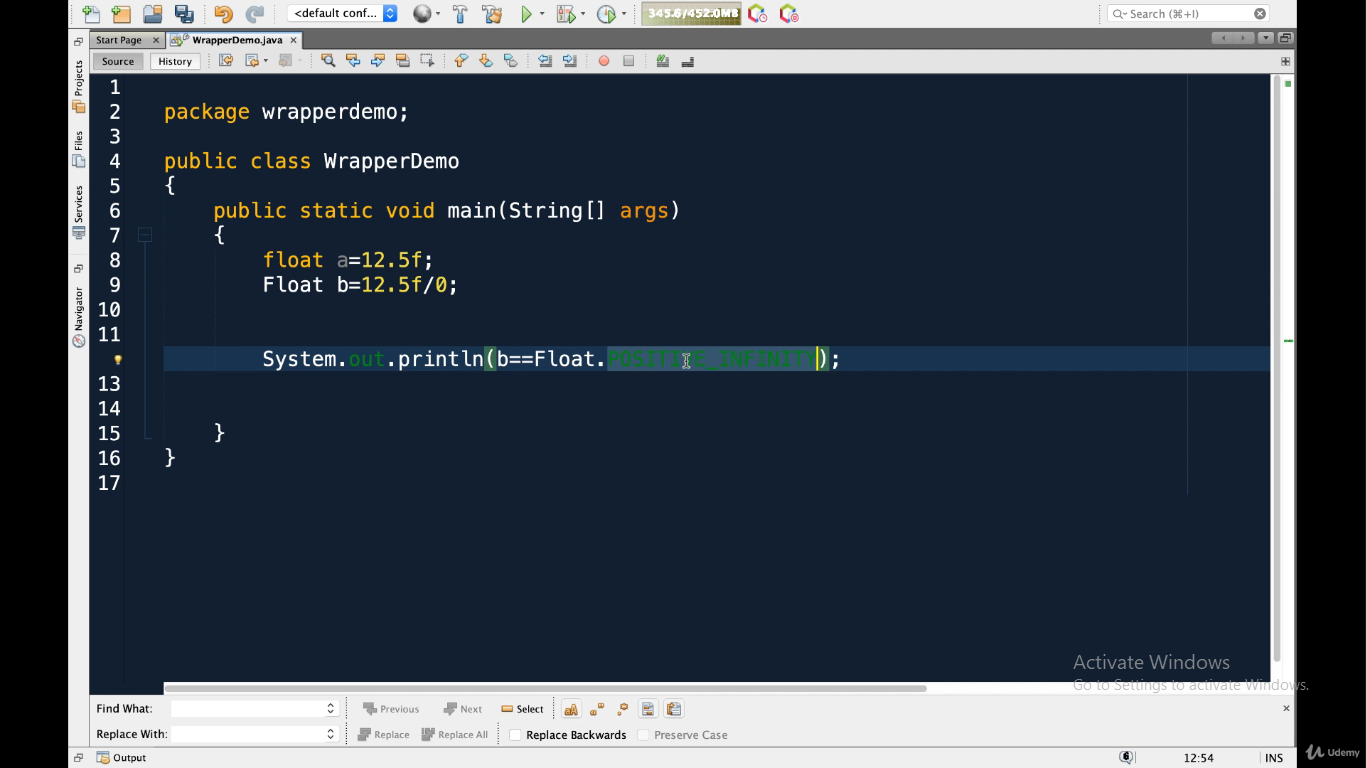 <default conf...
345.6/452.0MB
Search (⌘+I)
Start Page
WrapperDemo.java
Source
History
Projects
Files
Services
Navigator
1
2 package wrapperdemo;
3
4 public class WrapperDemo
5 {
6 public static void main(String[] args)
7 {
8 float a=12.5f;
9 Float b=12.5f/0;
10
11
System.out.println(b==Float.POSITIVE_INFINITY);
13
14
15 }
16 }
17
Activate Windows
Go to Settings to activate Windows.
Find What:
Previous
Next
Select
Replace With:
Replace
Replace All
Replace Backwards
Preserve Case
Output
6
12:54
INS
Udemy